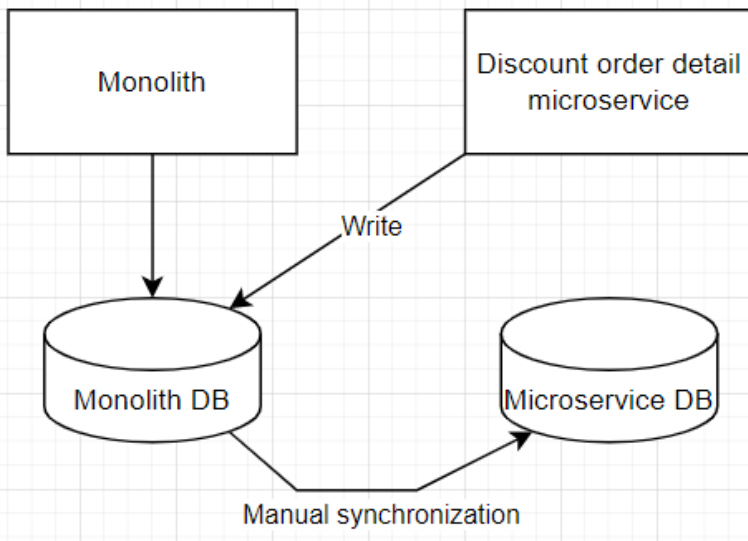 Monolith
Discount order detail
microservice
Write
Monolith DB
Microservice DB
Manual synchronization